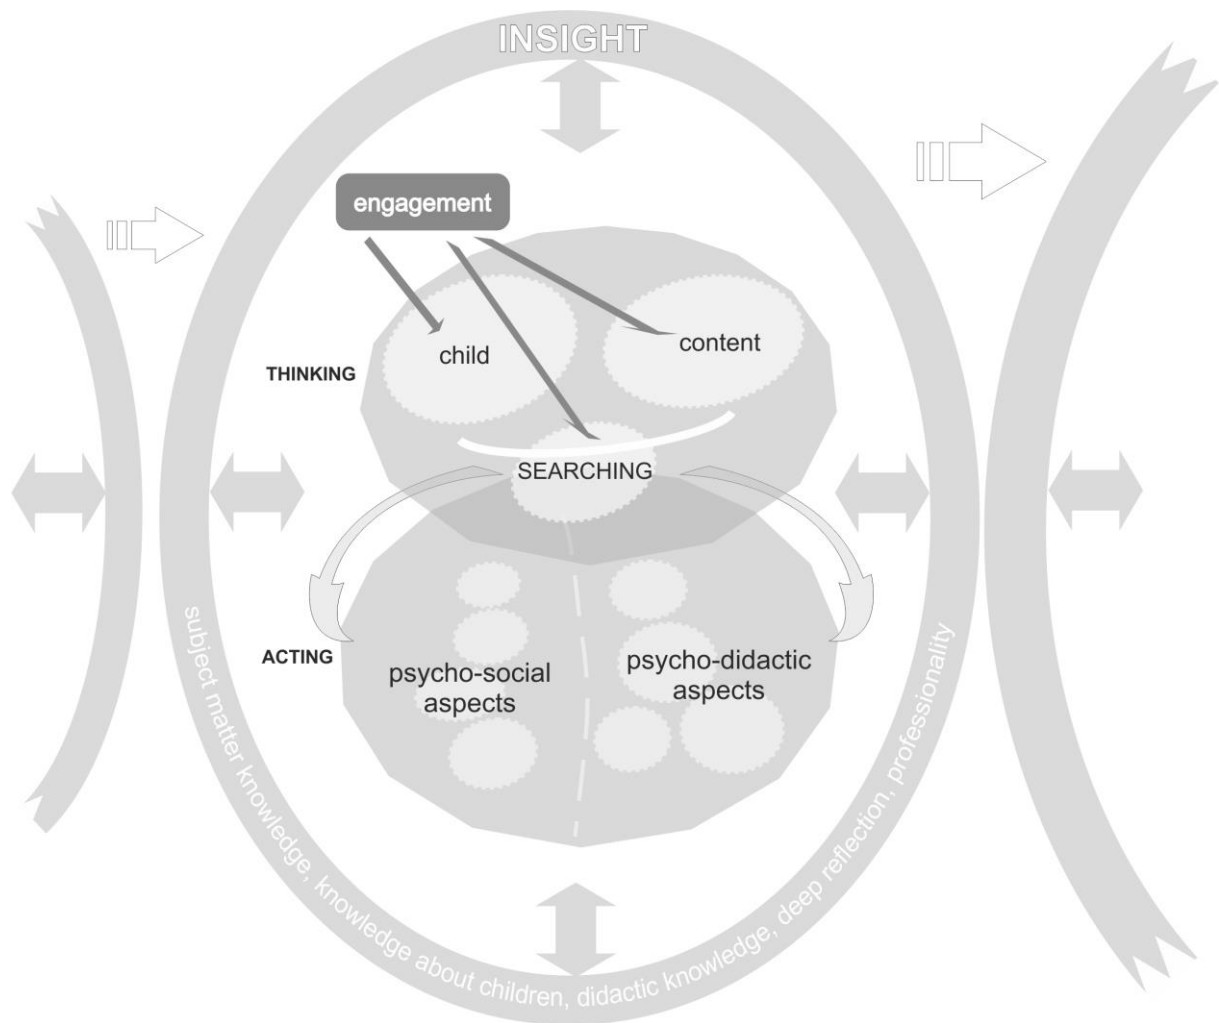 INSIGHT
engagement
child
content
THINKING
SEARCHING
ACTING
psycho-social
aspects
psycho-didactic
aspects
subject matter knowledge, knowledge about children, didactic knowledge, deep reflection, professionality